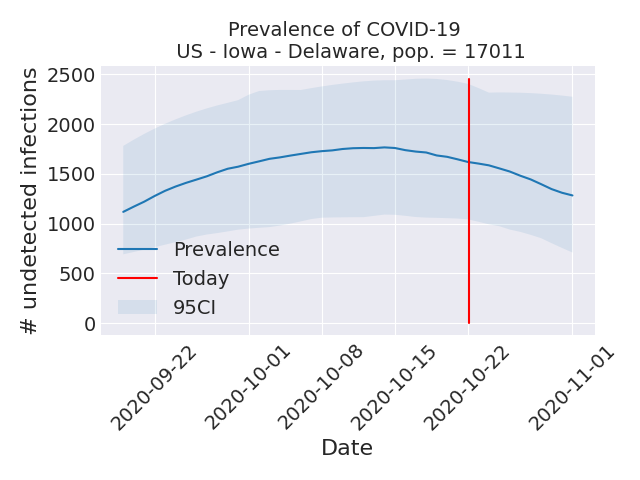 Prevalence of COVID-19
US - Iowa - Delaware, pop. = 17011
# undetected infections
2500
2000
1500
1000
500
0
Prevalence
Today
95CI
2020-09-22
2020-10-01
2020-10-08
2020-10-15
2020-10-22
2020-11-01
Date